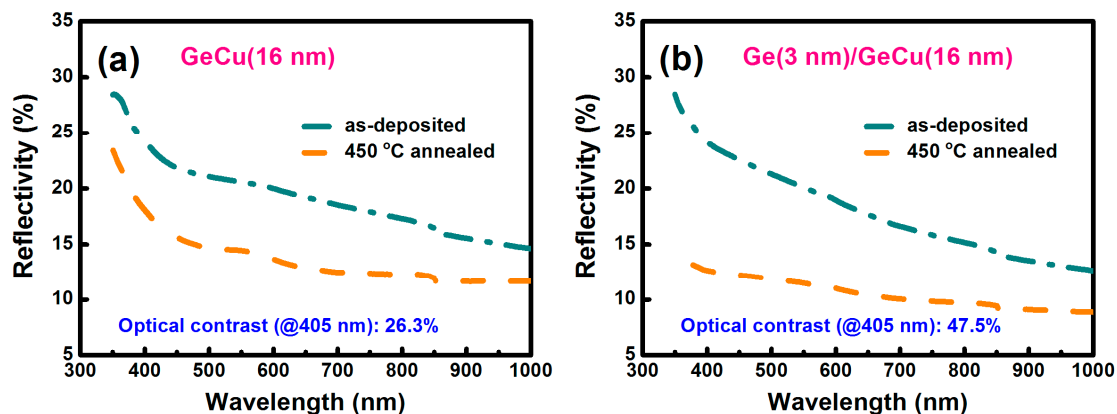 (a)
GeCu(16 nm)
as-deposited
450 °C annealed
Optical contrast (@405 nm): 26.3%
Reflectivity (%)
35
30
25
20
15
10
5
300 400 500 600 700 800 900 1000
Wavelength (nm)
(b)
Ge(3 nm)/GeCu(16 nm)
as-deposited
450 °C annealed
Optical contrast (@405 nm): 47.5%
Reflectivity (%)
35
30
25
20
15
10
5
300 400 500 600 700 800 900 1000
Wavelength (nm)